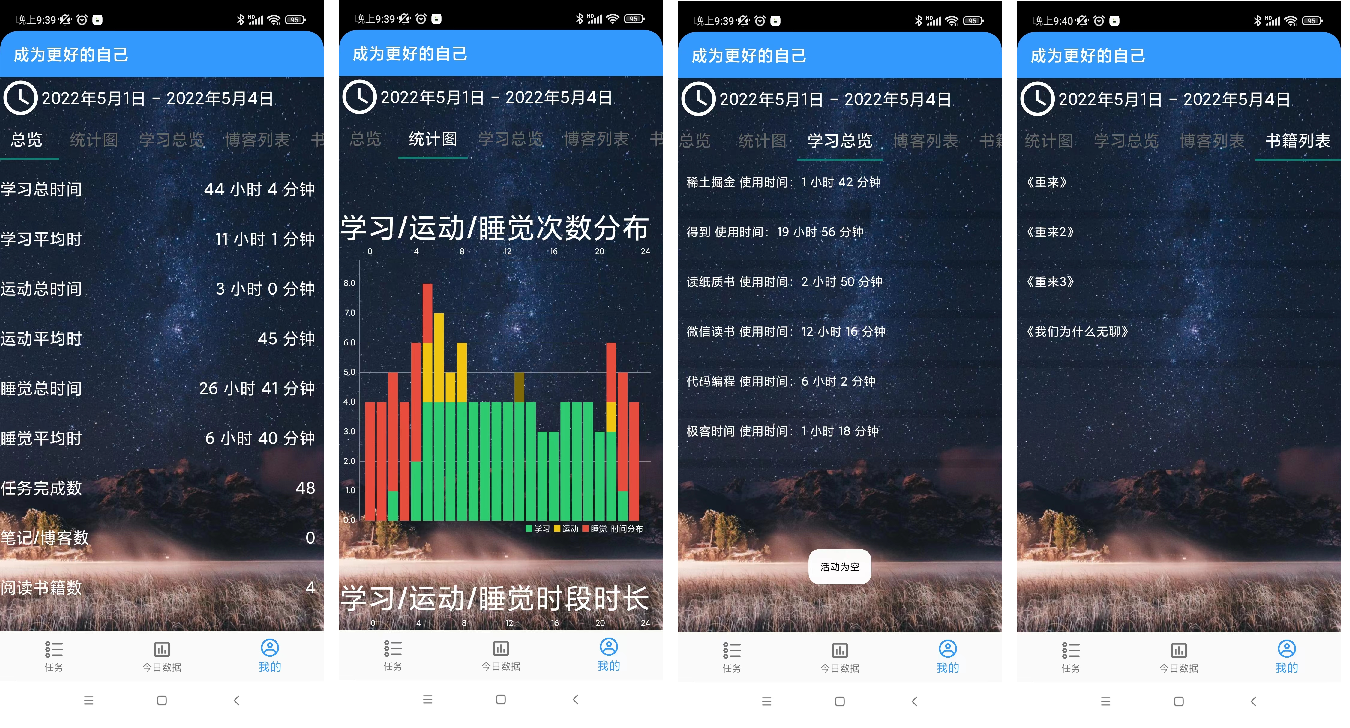 晚上9:39
95
成为更好的自己
2022年5月1日 - 2022年5月4日
总览 统计图 学习总览 博客列表 书
学习总时间 44 小时 4 分钟
学习平均时 11 小时 1 分钟
运动总时间 3 小时 0 分钟
运动平均时 45 分钟
睡觉总时间 26 小时 41 分钟
睡觉平均时 6 小时 40 分钟
任务完成数 48
笔记/博客数 0
阅读书籍数 4
任务 今日数据 我的
晚上9:39
95
成为更好的自己
2022年5月1日 - 2022年5月4日
总览 统计图 学习总览 博客列表 书
学习/运动/睡觉次数分布
0 4 8 12 16 20 24
8.0
7.0
6.0
5.0
4.0
3.0
2.0
1.0
0.0
学习 运动 睡觉 时间分布
学习/运动/睡觉时段时长
0 4 8 12 16 20 24
任务 今日数据 我的
晚上9:39
95
成为更好的自己
2022年5月1日 - 2022年5月4日
总览 统计图 学习总览 博客列表 书籍
稀土掘金 使用时间：1 小时 42 分钟
得到 使用时间：19 小时 56 分钟
读纸质书 使用时间：2 小时 50 分钟
微信读书 使用时间：12 小时 16 分钟
代码编程 使用时间：6 小时 2 分钟
极客时间 使用时间：1 小时 18 分钟
活动为空
任务 今日数据 我的
晚上9:40
95
成为更好的自己
2022年5月1日 - 2022年5月4日
统计图 学习总览 博客列表 书籍列表
《重来》
《重来2》
《重来3》
《我们为什么无聊》
任务 今日数据 我的